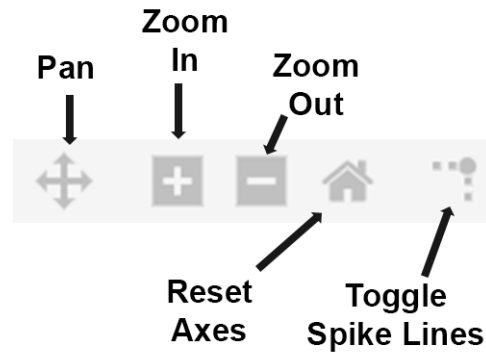 Pan
Zoom
In
Zoom
Out
Reset
Axes
Toggle
Spike Lines